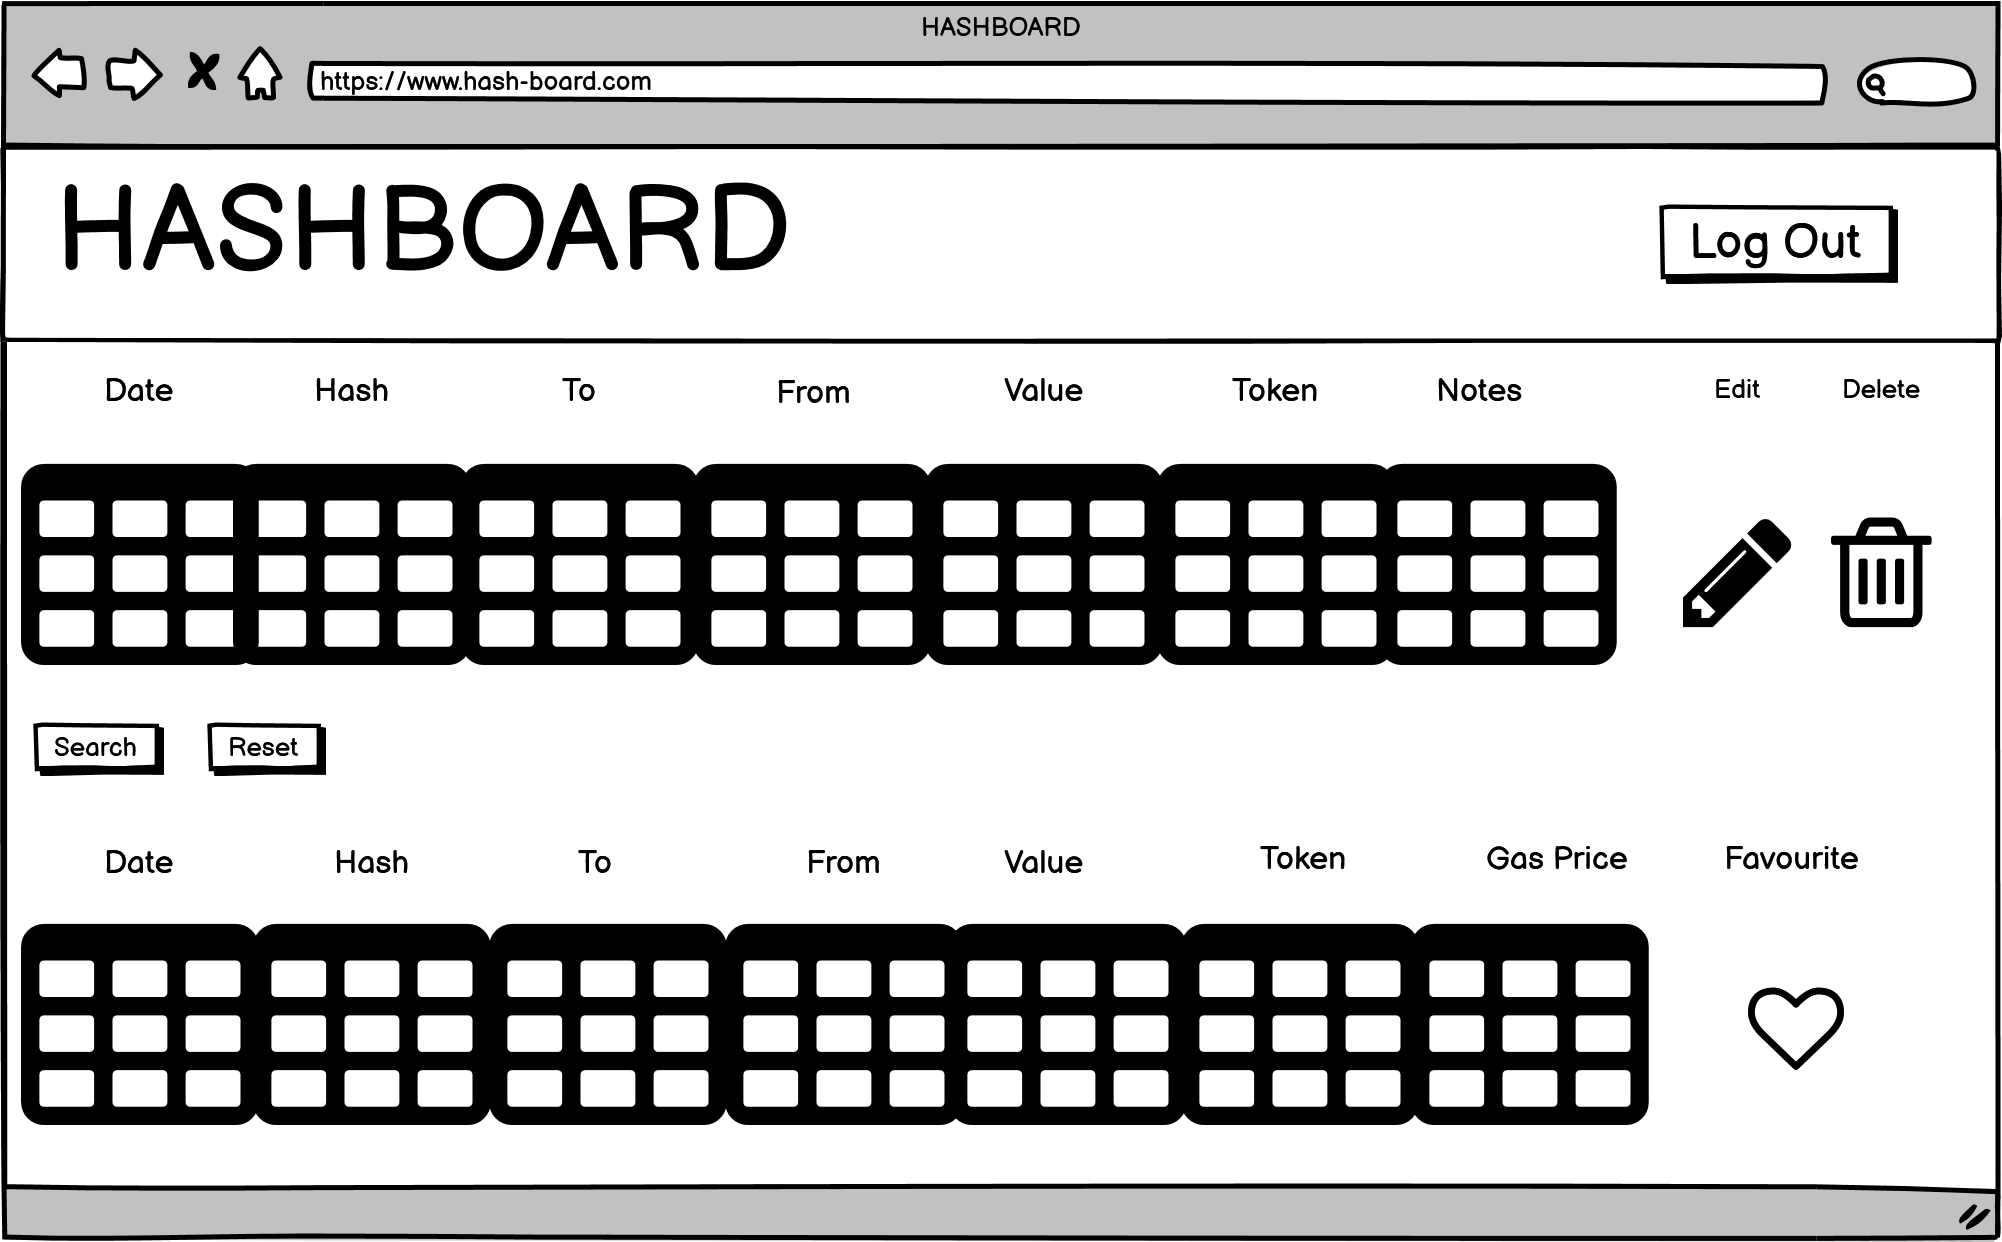 HASHBOARD
https://www.hash-board.com
HASHBOARD
Log Out
Date Hash To From Value Token Notes Edit Delete
Search Reset
Date Hash To From Value Token Gas Price Favourite